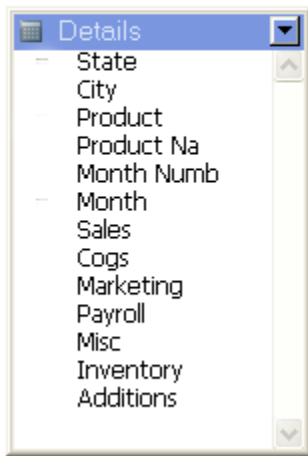 Details
State
City
Product
Product Na
Month Numb
Month
Sales
Cogs
Marketing
Payroll
Misc
Inventory
Additions